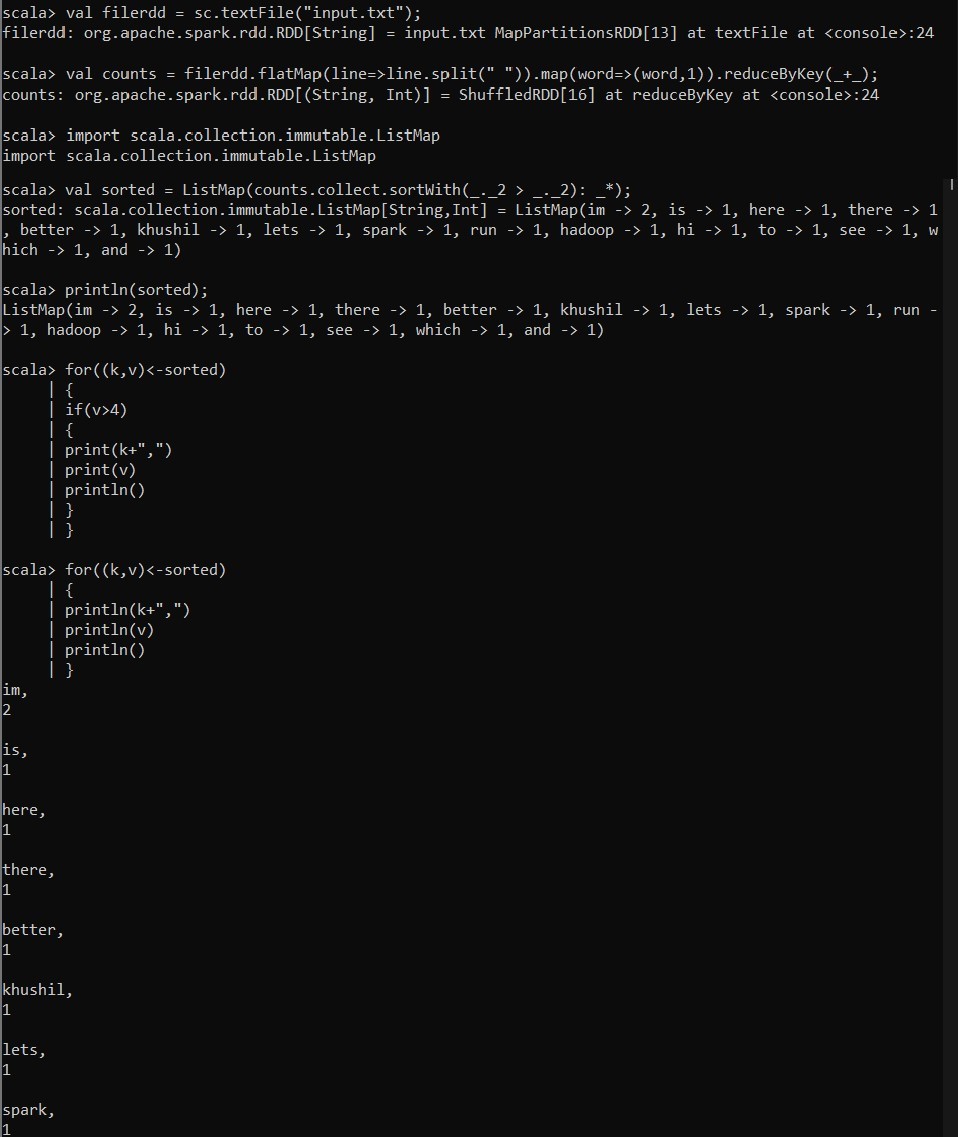 scala> val filerdd = sc.textFile("input.txt");
filerdd: org.apache.spark.rdd.RDD[String] = input.txt MapPartitionsRDD[13] at textFile at <console>:24
scala> val counts = filerdd.flatMap(line=>line.split(" ")).map(word=>(word,1)).reduceByKey(_+_);
counts: org.apache.spark.rdd.RDD[(String, Int)] = ShuffledRDD[16] at reduceByKey at <console>:24
scala> import scala.collection.immutable.ListMap
import scala.collection.immutable.ListMap
scala> val sorted = ListMap(counts.collect.sortWith(_._2 > _._2): _*);
sorted: scala.collection.immutable.ListMap[String,Int] = ListMap(im -> 2, is -> 1, here -> 1, there -> 1
, better -> 1, khushil -> 1, lets -> 1, spark -> 1, run -> 1, hadoop -> 1, hi -> 1, to -> 1, see -> 1, w
hich -> 1, and -> 1)
scala> println(sorted);
ListMap(im -> 2, is -> 1, here -> 1, there -> 1, better -> 1, khushil -> 1, lets -> 1, spark -> 1, run -
> 1, hadoop -> 1, hi -> 1, to -> 1, see -> 1, which -> 1, and -> 1)
scala> for((k,v)<-sorted)
| {
| if(v>4)
| {
| print(k+",")
| print(v)
| println()
| }
| }
scala> for((k,v)<-sorted)
| {
| println(k+",")
| println(v)
| println()
| }
im,
2
is,
1
here,
1
there,
1
better,
1
khushil,
1
lets,
1
spark,
1